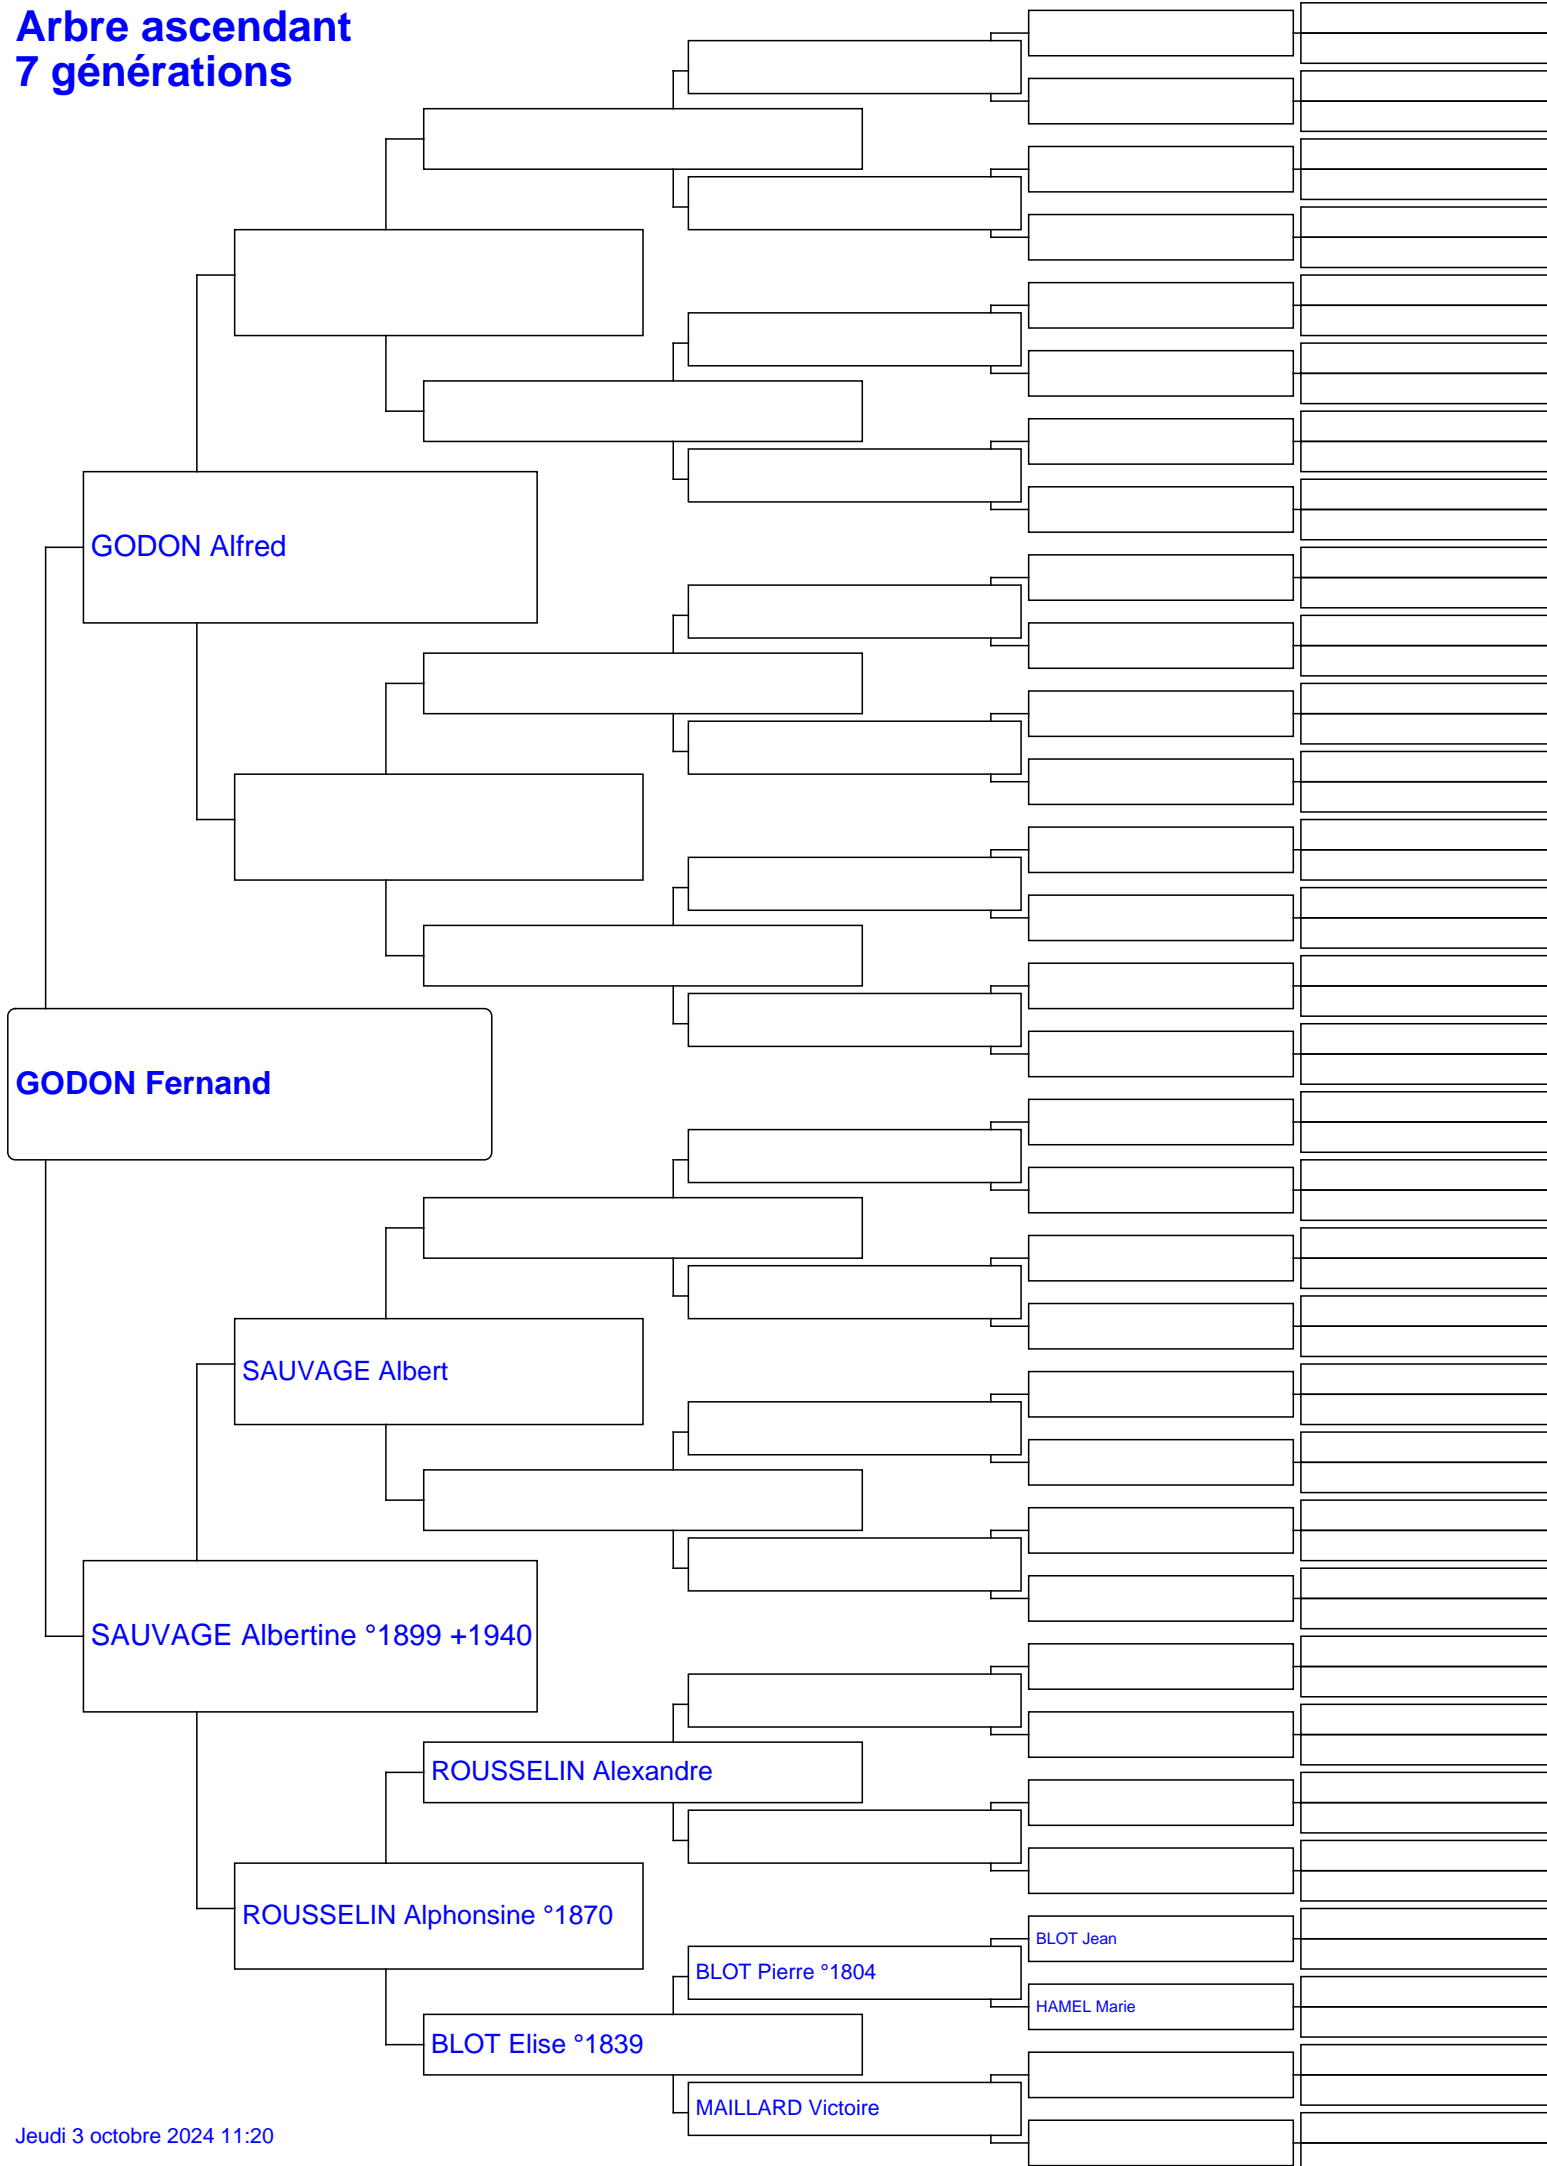 Arbre ascendant
7 générations
GODON Alfred
GODON Fernand
SAUVAGE Albert
SAUVAGE Albertine °1899 +1940
ROUSSELIN Alexandre
ROUSSELIN Alphonsine °1870
BLOT Jean
BLOT Pierre °1804
HAMEL Marie
BLOT Elise °1839
MAILLARD Victoire
Jeudi 3 octobre 2024 11:20